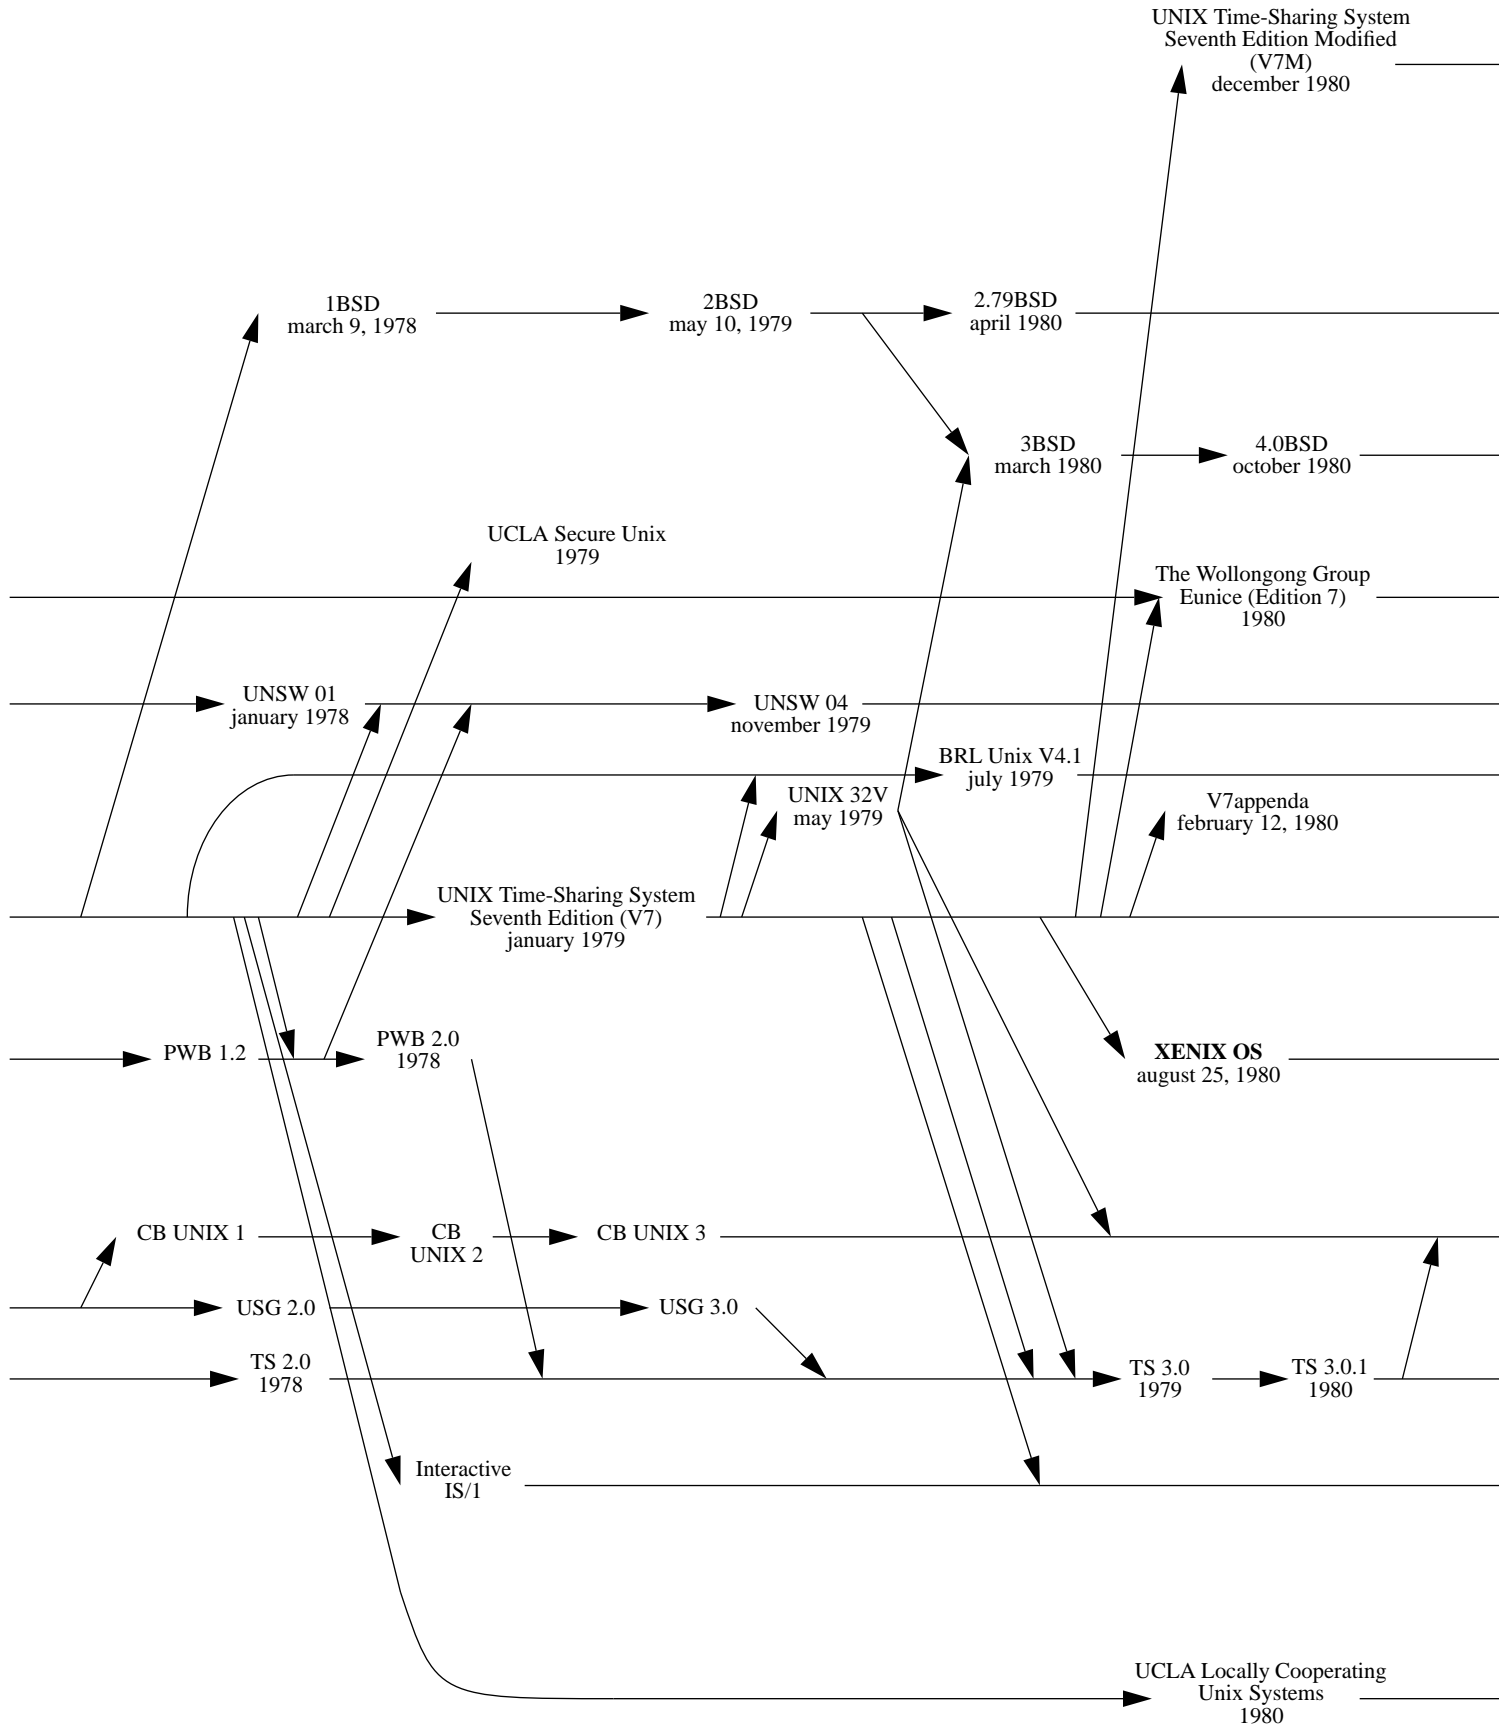 UNIX Time-Sharing System
Seventh Edition Modified
(V7M)
december 1980
1BSD
march 9, 1978
2BSD
may 10, 1979
2.79BSD
april 1980
3BSD
march 1980
4.0BSD
october 1980
UCLA Secure Unix
1979
The Wollongong Group
Eunice (Edition 7)
1980
UNSW 01
january 1978
UNSW 04
november 1979
BRL Unix V4.1
july 1979
UNIX 32V
may 1979
V7appenda
february 12, 1980
UNIX Time-Sharing System
Seventh Edition (V7)
january 1979
PWB 1.2
PWB 2.0
1978
XENIX OS
august 25, 1980
CB UNIX 1
CB
UNIX 2
CB UNIX 3
USG 2.0
USG 3.0
TS 2.0
1978
TS 3.0
1979
TS 3.0.1
1980
Interactive
IS/1
UCLA Locally Cooperating
Unix Systems
1980